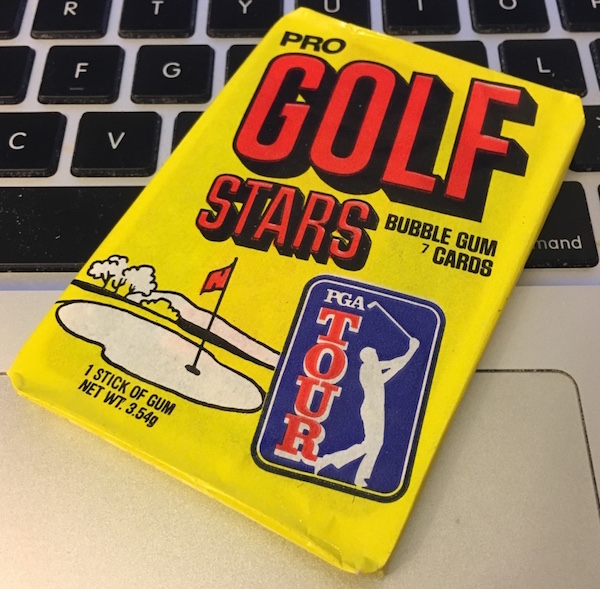 R T Y U
F G L
C V mand
PRO
GOLF
STARS
BUBBLE GUM
7 CARDS
PGA
TOUR
1 STICK OF GUM
NET WT. 3.54g